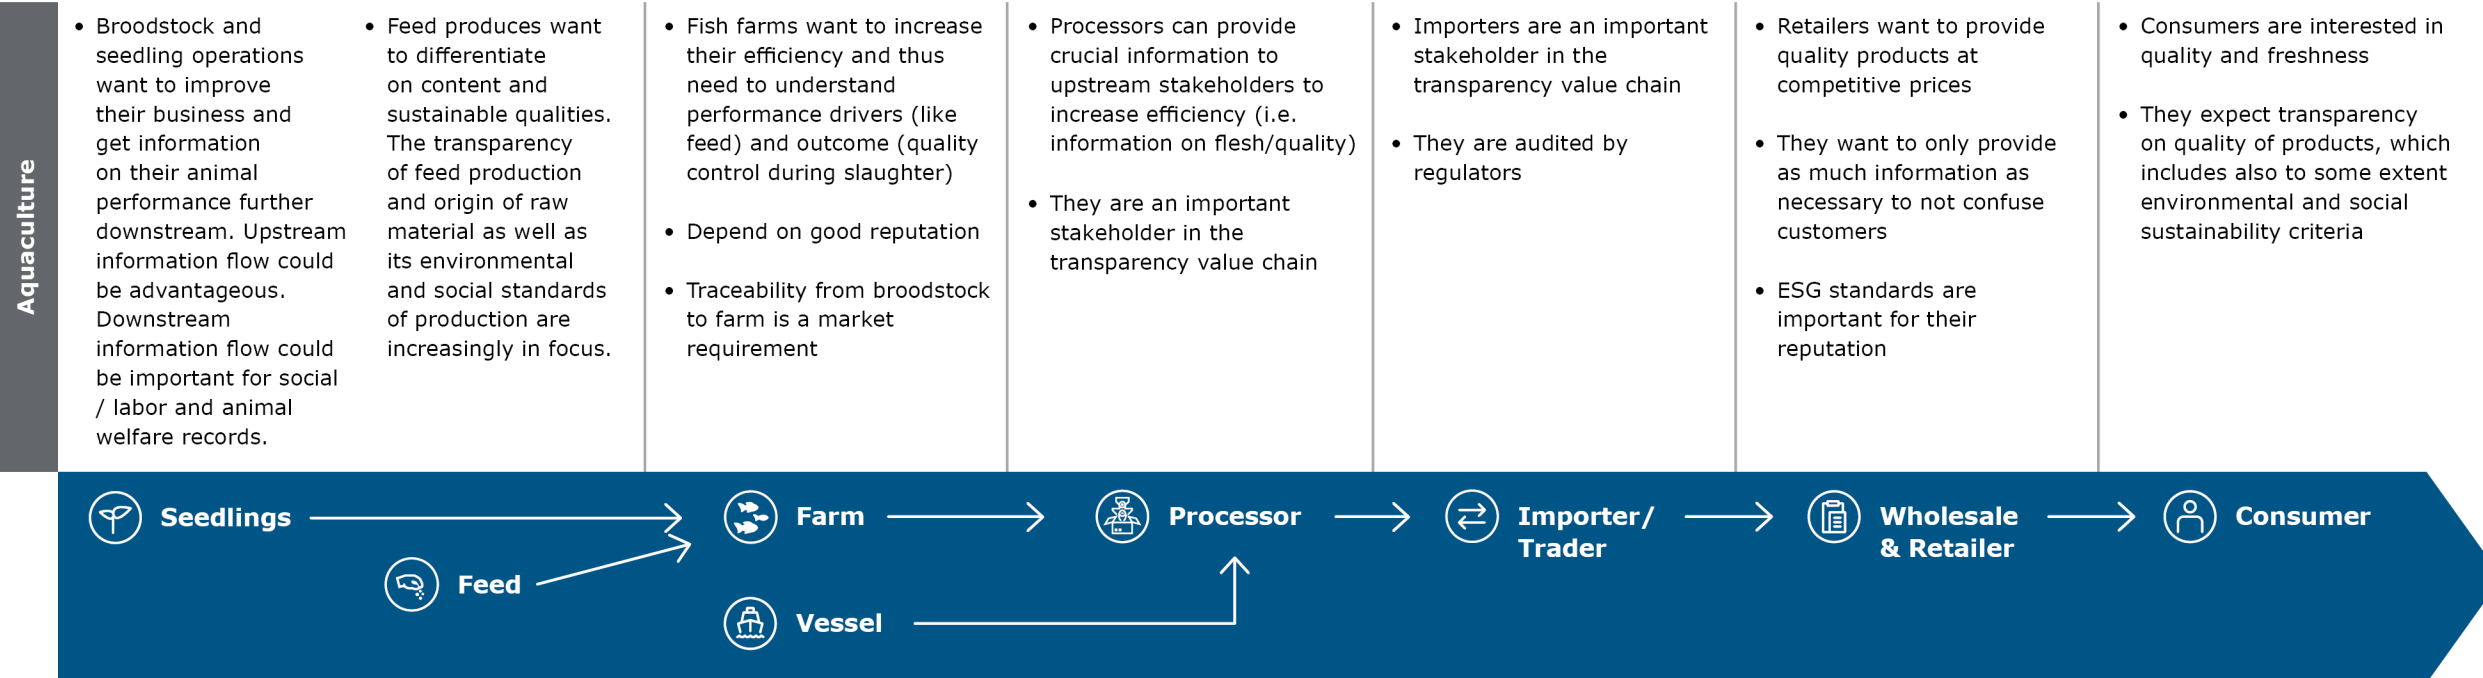 Aquaculture
• Broodstock and
seedling operations
want to improve
their business and
get information
on their animal
performance further
downstream. Upstream
information flow could
be advantageous.
Downstream
information flow could
be important for social
/ labor and animal
welfare records.
• Feed produces want
to differentiate
on content and
sustainable qualities.
The transparency
of feed production
and origin of raw
material as well as
its environmental
and social standards
of production are
increasingly in focus.
• Fish farms want to increase
their efficiency and thus
need to understand
performance drivers (like
feed) and outcome (quality
control during slaughter)
• Depend on good reputation
• Traceability from broodstock
to farm is a market
requirement
• Processors can provide
crucial information to
upstream stakeholders to
increase efficiency (i.e.
information on flesh/quality)
• They are an important
stakeholder in the
transparency value chain
• Importers are an important
stakeholder in the
transparency value chain
• They are audited by
regulators
• Retailers want to provide
quality products at
competitive prices
• They want to only provide
as much information as
necessary to not confuse
customers
• ESG standards are
important for their
reputation
• Consumers are interested in
quality and freshness
• They expect transparency
on quality of products, which
includes also to some extent
environmental and social
sustainability criteria
Seedlings
Feed
Farm
Vessel
Processor
Importer/
Trader
Wholesale
& Retailer
Consumer